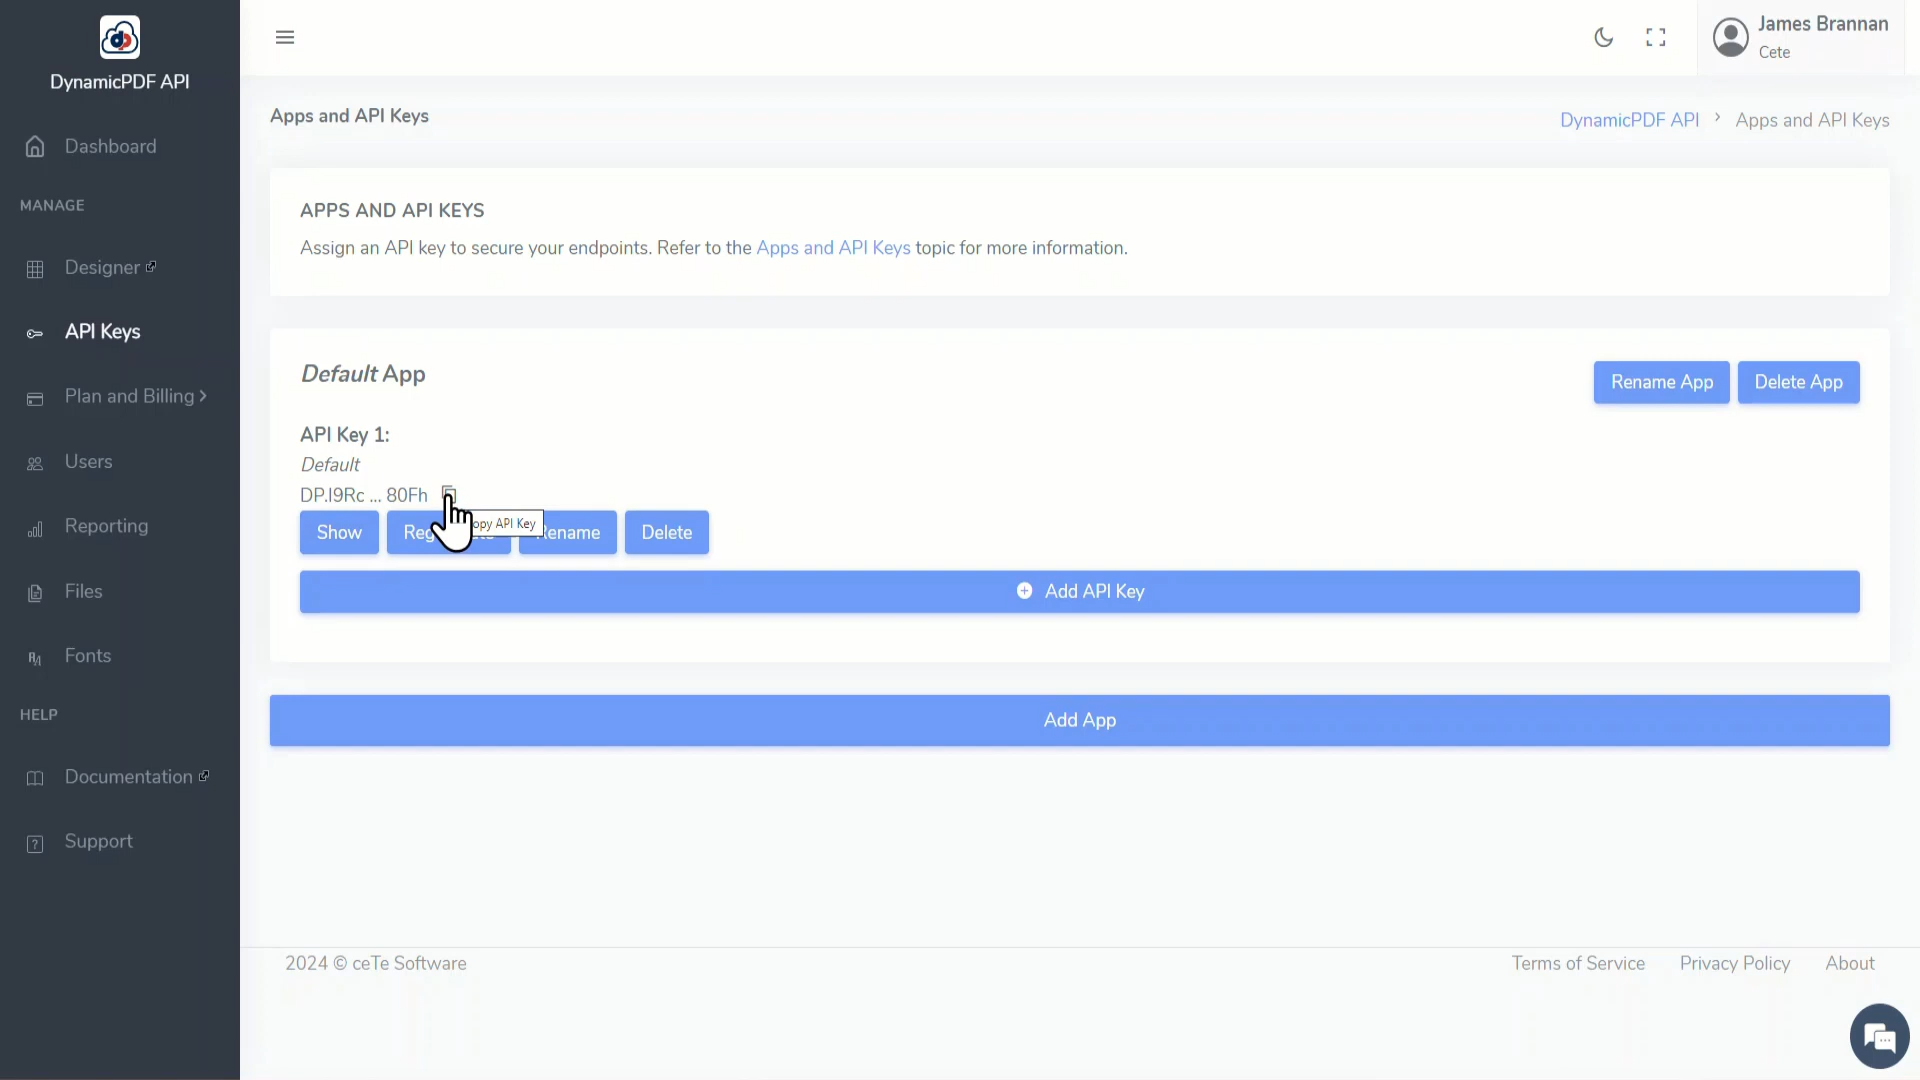 DynamicPDF API
Dashboard
MANAGE
Designer
API Keys
Plan and Billing
Users
Reporting
Files
Fonts
HELP
Documentation
Support
James Brannan
Cete
Apps and API Keys
DynamicPDF API > Apps and API Keys
APPS AND API KEYS
Assign an API key to secure your endpoints. Refer to the Apps and API Keys topic for more information.
Default App
Rename App Delete App
API Key 1:
Default
DP.I9Rc ... 80Fh
API Key
Show Delete
Add API Key
Add App
2024 © ceTe Software
Terms of Service Privacy Policy About